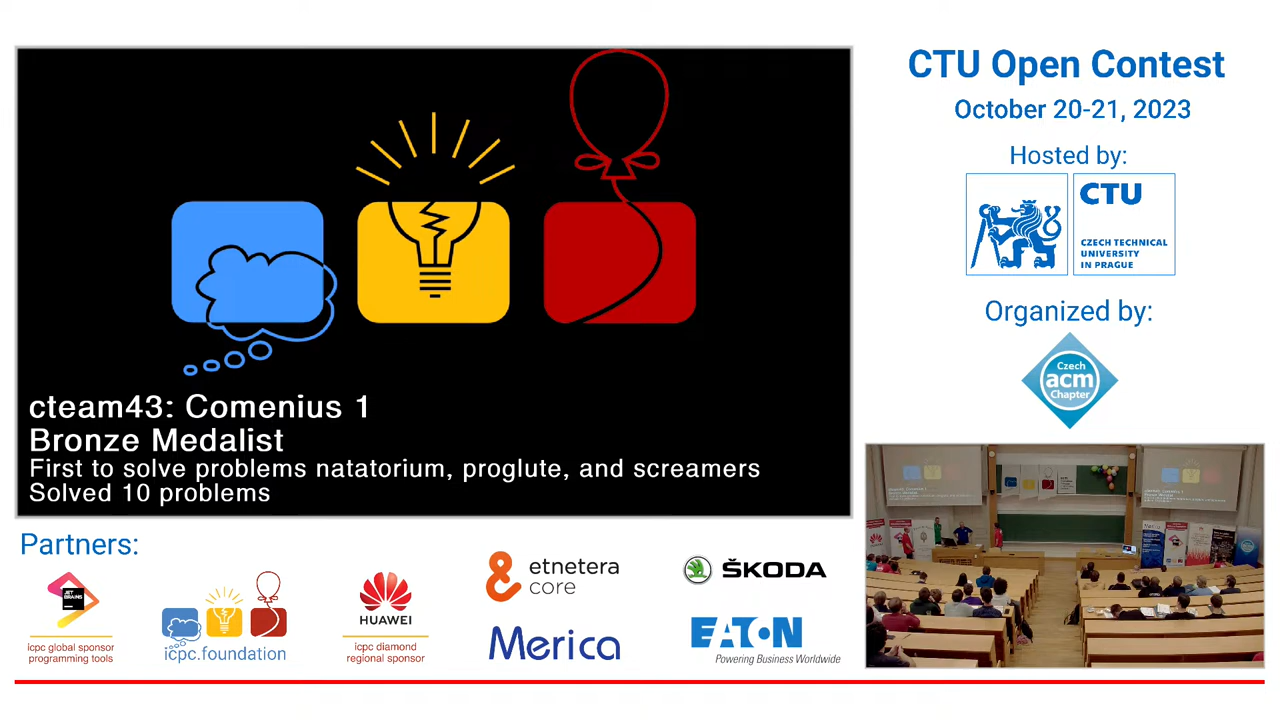 CTU Open Contest
October 20-21, 2023
Hosted by:
CTU
CZECH TECHNICAL
UNIVERSITY
IN PRAGUE
Organized by:
Czech
acm
Chapter
cteam43: Comenius 1
Bronze Medalist
First to solve problems natatorium, proglute, and screamers
Solved 10 problems
Partners:
JET
BRAINS
icpc global sponsor
programming tools
icpc.foundation
HUAWEI
icpc diamond
regional sponsor
etnetera
core
Merica
ŠKODA
EATON
Powering Business Worldwide